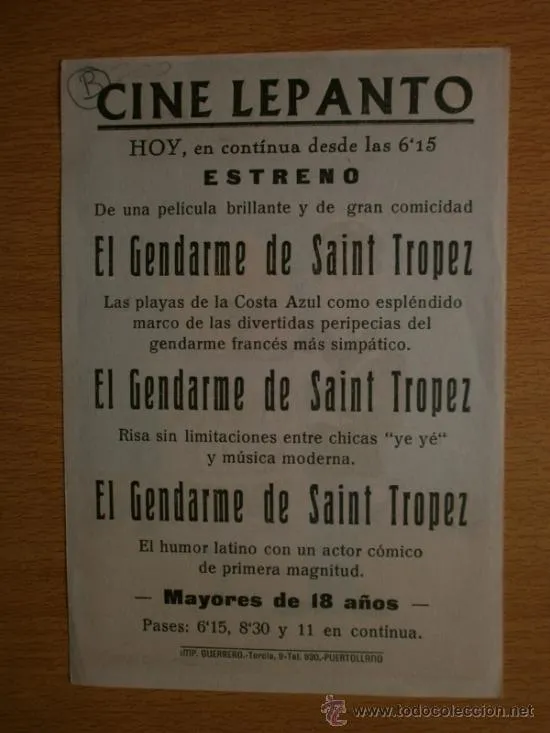 B
CINE LEPANTO
HOY, en contínua desde las 6'15
ESTRENO
De una película brillante y de gran comicidad
El Gendarme de Saint Tropez
Las playas de la Costa Azul como espléndido
marco de las divertidas peripecias del
gendarme francés más simpático.
El Gendarme de Saint Tropez
Risa sin limitaciones entre chicas "ye yé"
y música moderna.
El Gendarme de Saint Tropez
El humor latino con un actor cómico
de primera magnitud.
— Mayores de 18 años —
Pases: 6'15, 8'30 y 11 en contínua.
IMP. GUERRERO.-Torcia, 9-Tel. 930.-PUERTOLLANO
todocoleccion
www.todocoleccion.net